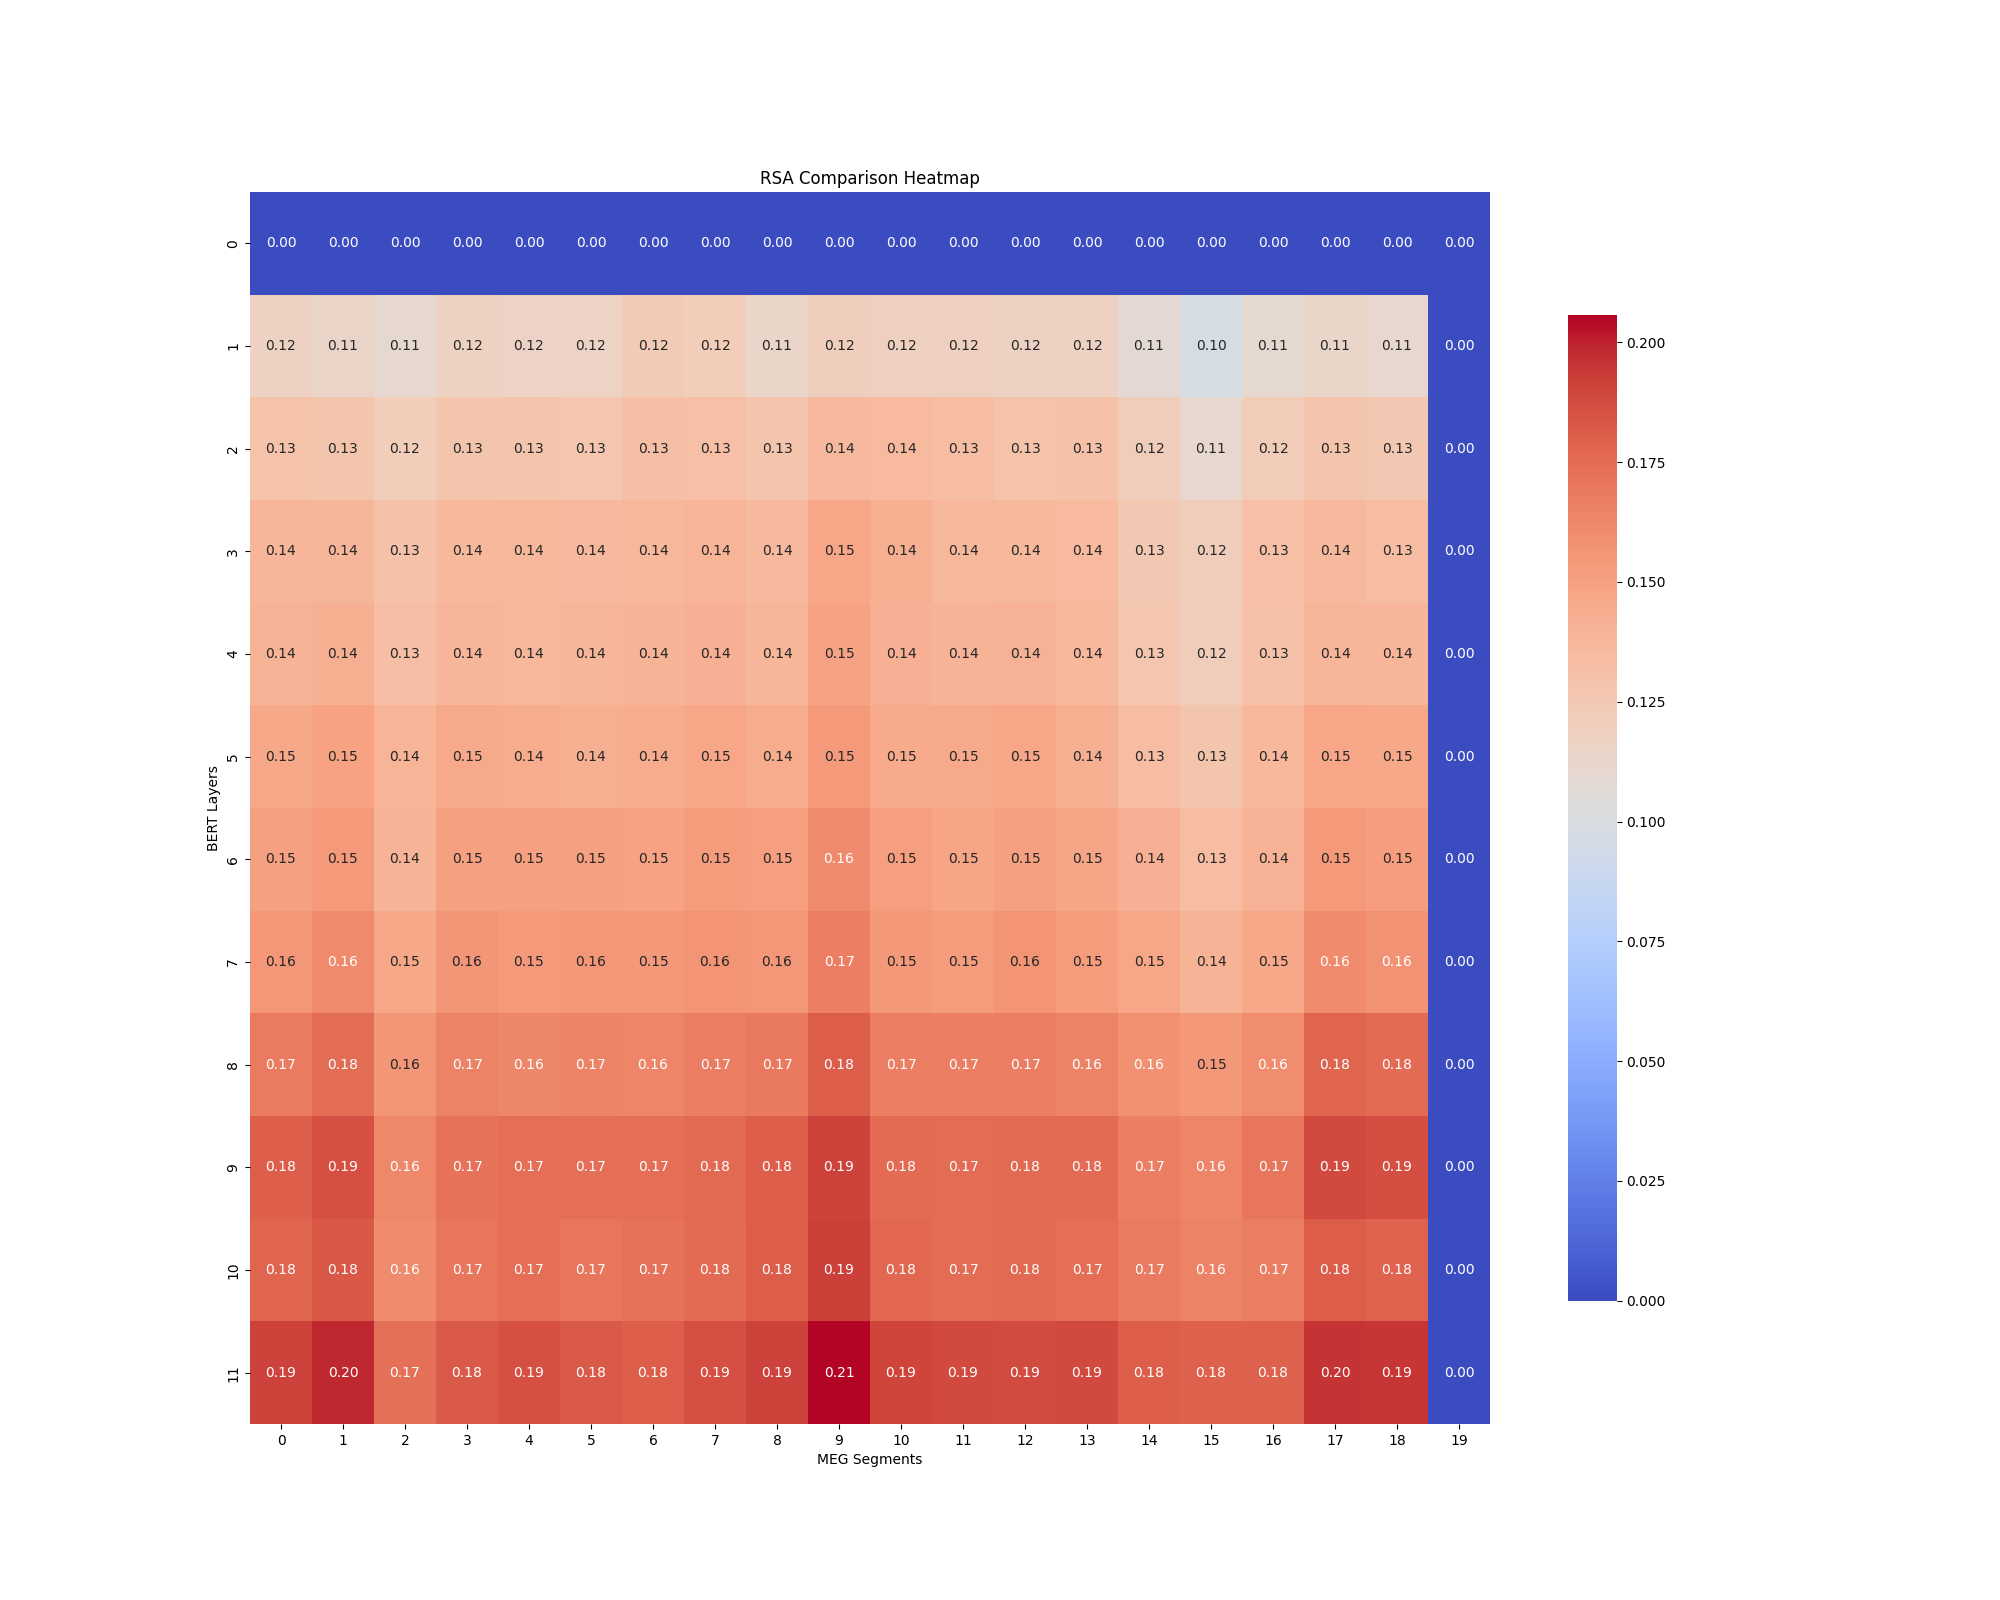 RSA Comparison Heatmap
0 0.00 0.00 0.00 0.00 0.00 0.00 0.00 0.00 0.00 0.00 0.00 0.00 0.00 0.00 0.00 0.00 0.00 0.00 0.00 0.00
1 0.12 0.11 0.11 0.12 0.12 0.12 0.12 0.12 0.11 0.12 0.12 0.12 0.12 0.12 0.11 0.10 0.11 0.11 0.11 0.00
2 0.13 0.13 0.12 0.13 0.13 0.13 0.13 0.13 0.13 0.14 0.14 0.13 0.13 0.13 0.12 0.11 0.12 0.13 0.13 0.00
3 0.14 0.14 0.13 0.14 0.14 0.14 0.14 0.14 0.14 0.15 0.14 0.14 0.14 0.14 0.13 0.12 0.13 0.14 0.13 0.00
4 0.14 0.14 0.13 0.14 0.14 0.14 0.14 0.14 0.14 0.15 0.14 0.14 0.14 0.14 0.13 0.12 0.13 0.14 0.14 0.00
5 0.15 0.15 0.14 0.15 0.14 0.14 0.14 0.15 0.14 0.15 0.15 0.15 0.15 0.14 0.13 0.13 0.14 0.15 0.15 0.00
6 0.15 0.15 0.14 0.15 0.15 0.15 0.15 0.15 0.15 0.16 0.15 0.15 0.15 0.15 0.14 0.13 0.14 0.15 0.15 0.00
7 0.16 0.16 0.15 0.16 0.15 0.16 0.15 0.16 0.16 0.17 0.15 0.15 0.16 0.15 0.15 0.14 0.15 0.16 0.16 0.00
8 0.17 0.18 0.16 0.17 0.16 0.17 0.16 0.17 0.17 0.18 0.17 0.17 0.17 0.16 0.16 0.15 0.16 0.18 0.18 0.00
9 0.18 0.19 0.16 0.17 0.17 0.17 0.17 0.18 0.18 0.19 0.18 0.17 0.18 0.18 0.17 0.16 0.17 0.19 0.19 0.00
10 0.18 0.18 0.16 0.17 0.17 0.17 0.17 0.18 0.18 0.19 0.18 0.17 0.18 0.17 0.17 0.16 0.17 0.18 0.18 0.00
11 0.19 0.20 0.17 0.18 0.19 0.18 0.18 0.19 0.19 0.21 0.19 0.19 0.19 0.19 0.18 0.18 0.18 0.20 0.19 0.00
0 1 2 3 4 5 6 7 8 9 10 11 12 13 14 15 16 17 18 19
MEG Segments
BERT Layers
0.200
0.175
0.150
0.125
0.100
0.075
0.050
0.025
0.000